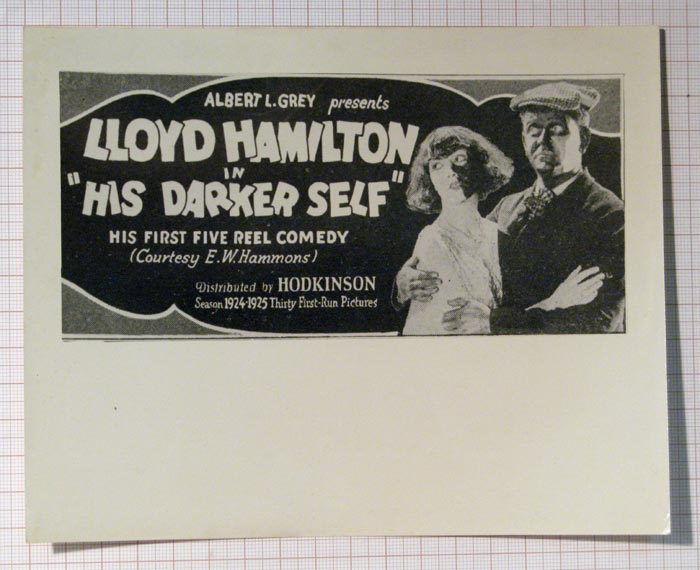 ALBERT L. GREY presents
LLOYD HAMILTON
IN
"HIS DARKER SELF"
HIS FIRST FIVE REEL COMEDY
(Courtesy E. W. Hammons)
Distributed by HODKINSON
Season 1924-1925 Thirty First-Run Pictures